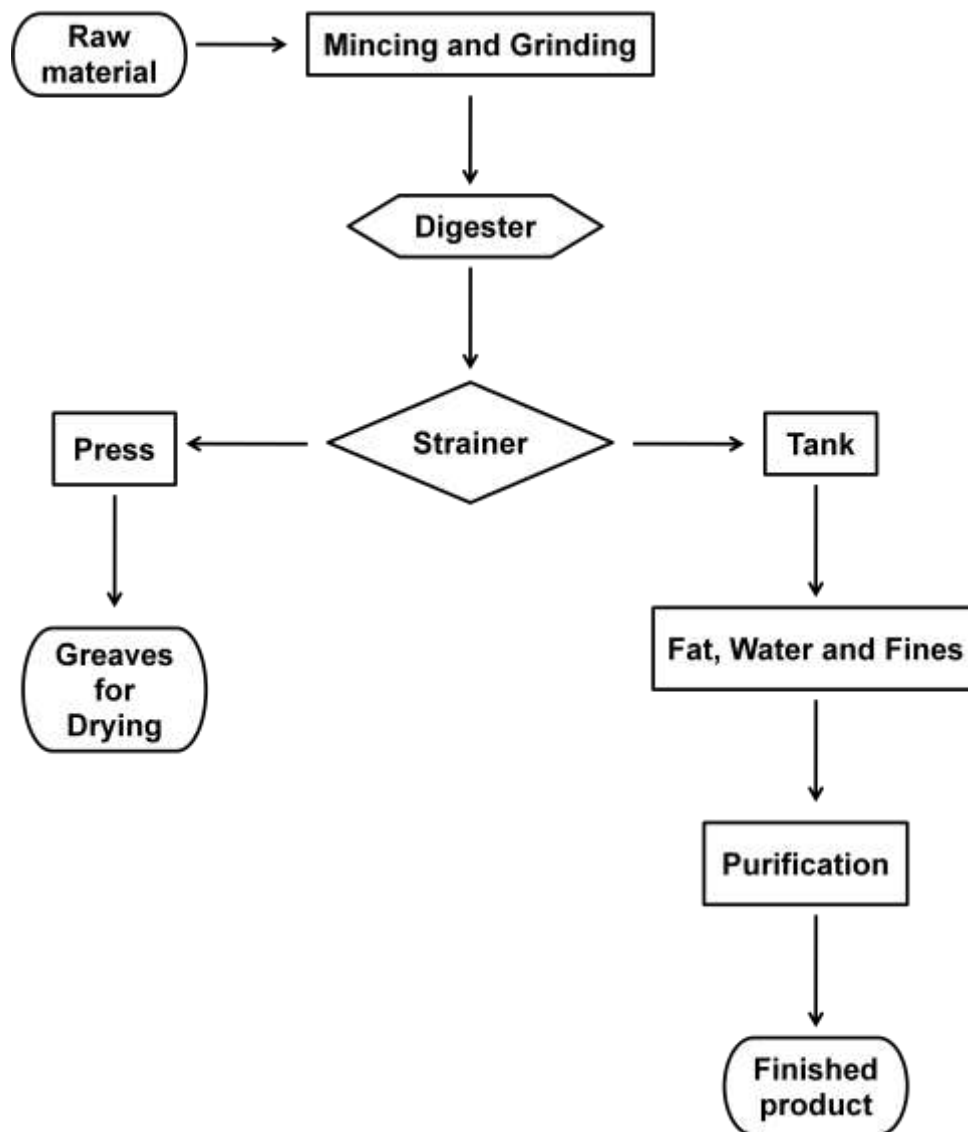 Raw
material
Mincing and Grinding
Digester
Strainer
Press
Tank
Greaves
for
Drying
Fat, Water and Fines
Purification
Finished
product